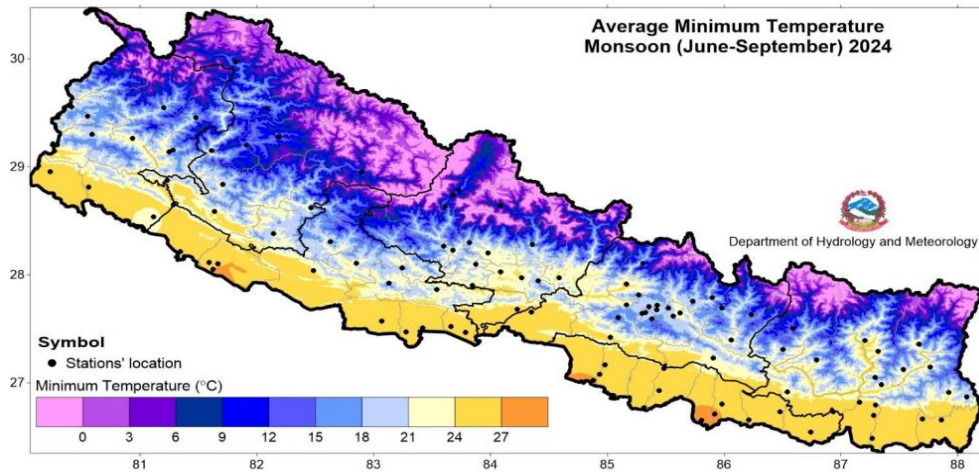 Average Minimum Temperature
Monsoon (June-September) 2024
30
29
28
27
Department of Hydrology and Meteorology
Symbol
Stations' location
Minimum Temperature (°C)
0 3 6 9 12 15 18 21 24 27
81 82 83 84 85 86 87 88